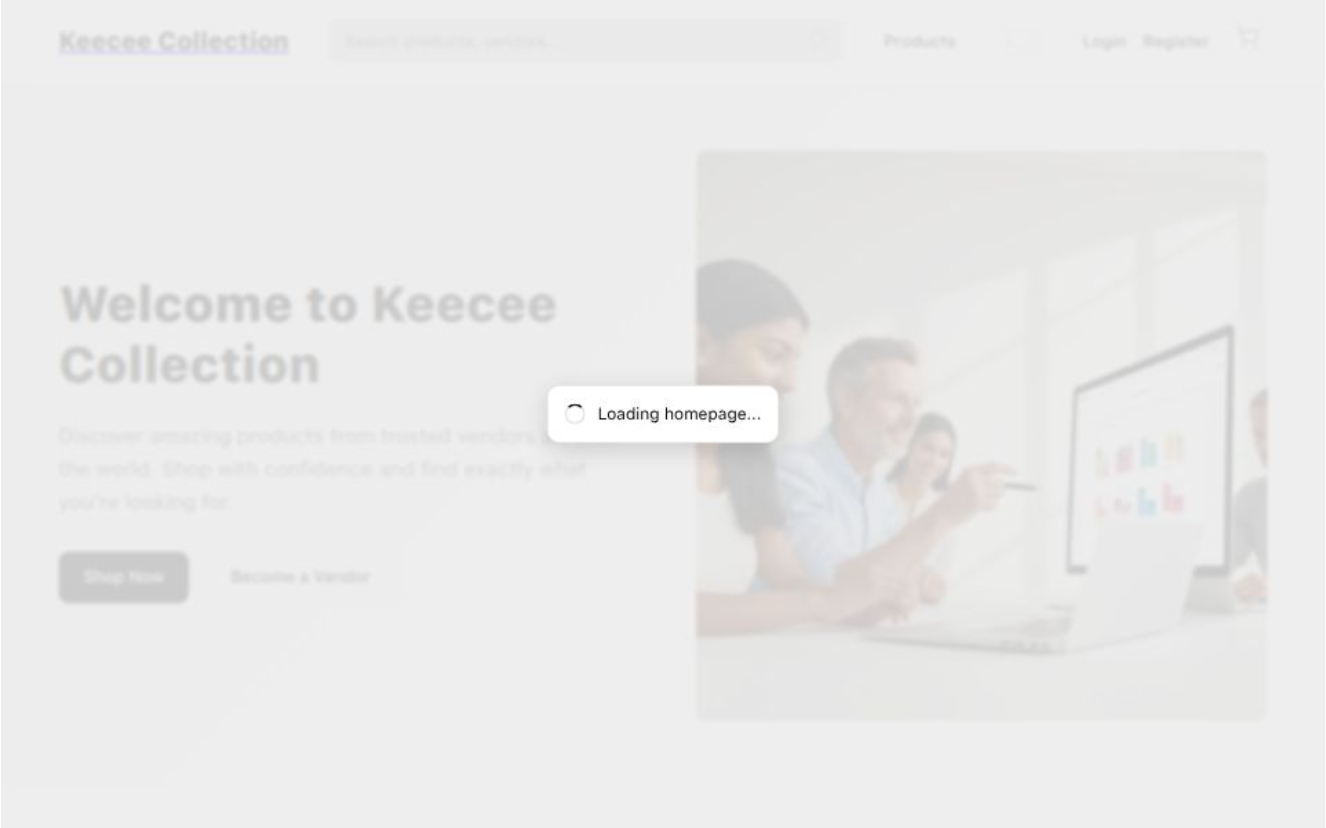 Keecee Collection
Search products, vendors...
Products
Login
Register
Welcome to Keecee
Collection
Loading homepage...
Discover amazing products from trusted vendors
the world. Shop with confidence and find exactly what
you're looking for.
Shop Now
Become a Vendor